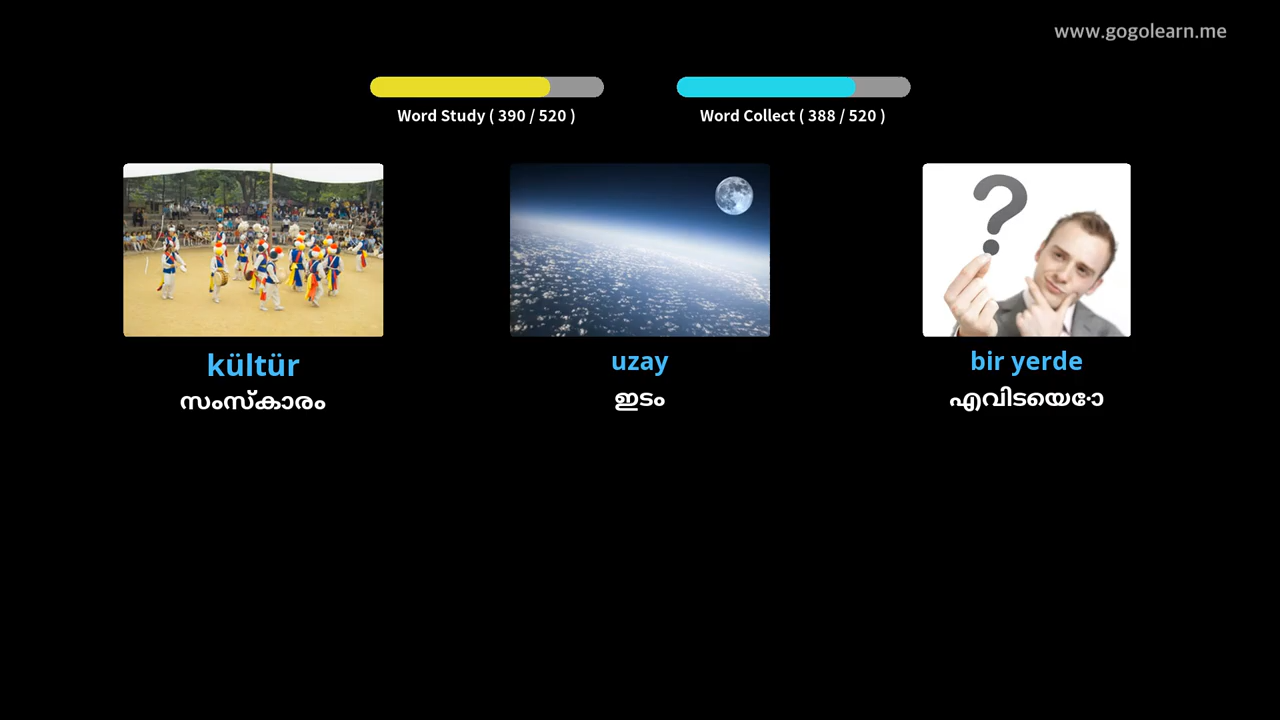 www.gogolearn.me
Word Study ( 390 / 520 )
Word Collect ( 388 / 520 )
kültür
സംസ്കാരം
uzay
ഇടം
bir yerde
എവിടയൊേ